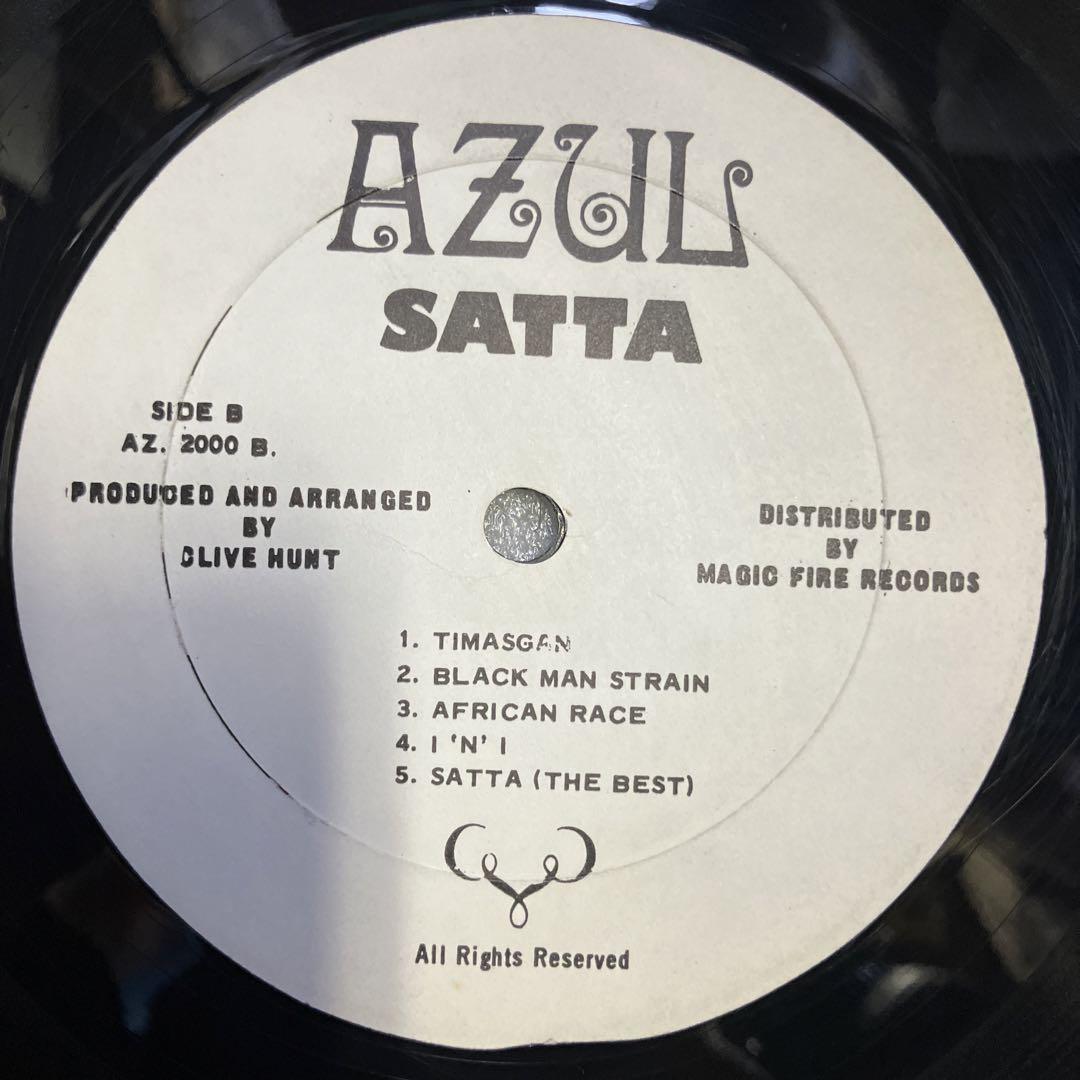 AZUL
SATTA
SIDE B
AZ. 2000 B.
PRODUCED AND ARRANGED
BY
CLIVE HUNT
DISTRIBUTED
BY
MAGIC FIRE RECORDS
1. TIMASGAN
2. BLACK MAN STRAIN
3. AFRICAN RACE
4. I 'N' I
5. SATTA (THE BEST)
All Rights Reserved